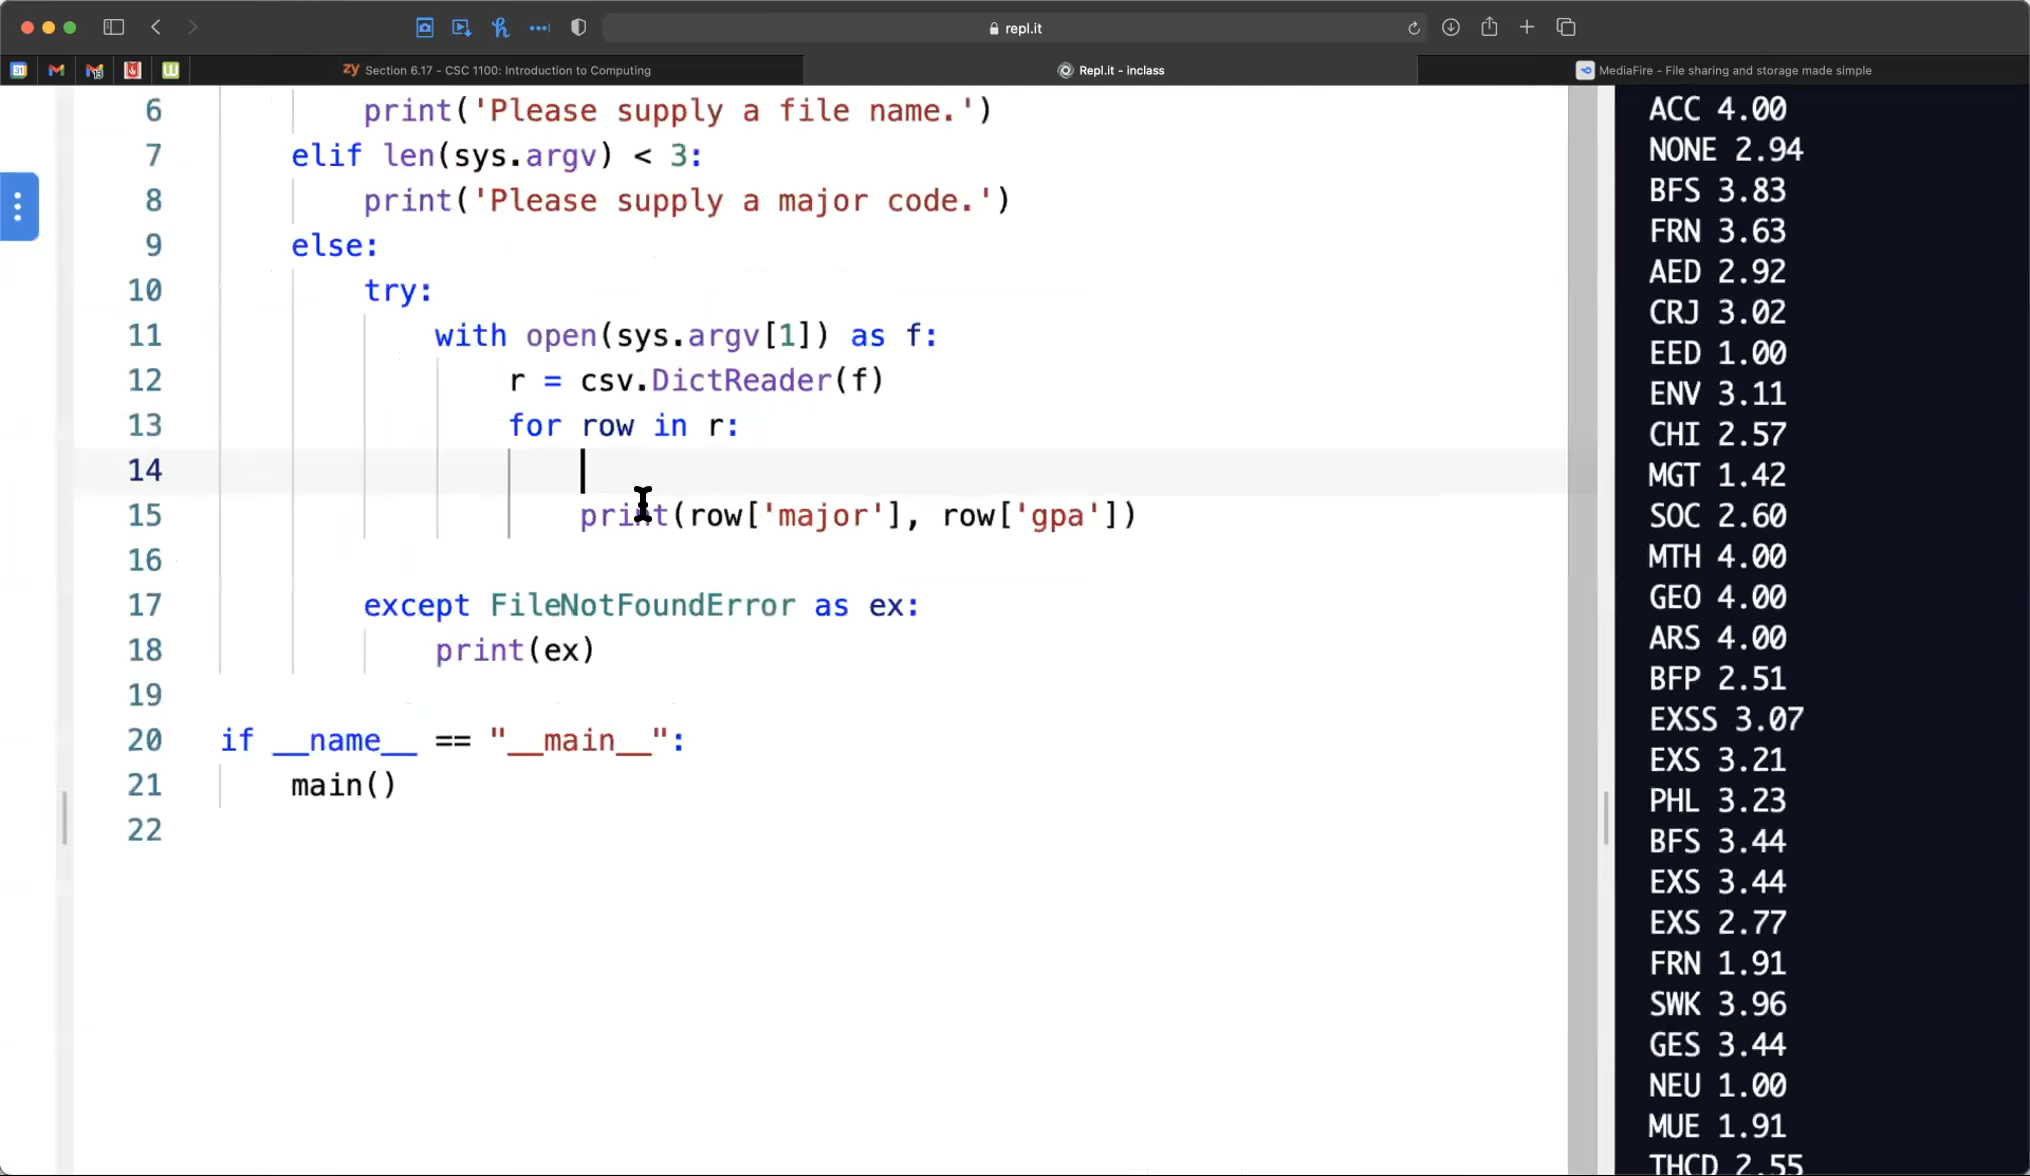 repl.it
31
13
zy Section 6.17 - CSC 1100: Introduction to Computing
Repl.it - inclass
MediaFire - File sharing and storage made simple
6 print('Please supply a file name.')
7 elif len(sys.argv) < 3:
8 print('Please supply a major code.')
9 else:
10 try:
11 with open(sys.argv[1]) as f:
12 r = csv.DictReader(f)
13 for row in r:
14
15 print(row['major'], row['gpa'])
16
17 except FileNotFoundError as ex:
18 print(ex)
19
20 if __name__ == "__main__":
21 main()
22
ACC 4.00
NONE 2.94
BFS 3.83
FRN 3.63
AED 2.92
CRJ 3.02
EED 1.00
ENV 3.11
CHI 2.57
MGT 1.42
SOC 2.60
MTH 4.00
GEO 4.00
ARS 4.00
BFP 2.51
EXSS 3.07
EXS 3.21
PHL 3.23
BFS 3.44
EXS 3.44
EXS 2.77
FRN 1.91
SWK 3.96
GES 3.44
NEU 1.00
MUE 1.91
THCD 2.55